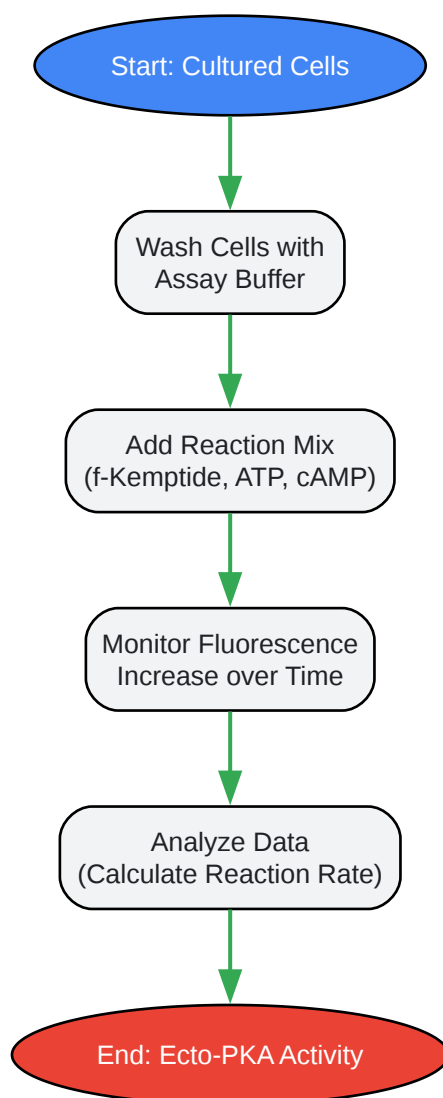 Start: Cultured Cells
Wash Cells with
Assay Buffer
Add Reaction Mix
(f-Kemptide, ATP, cAMP)
Monitor Fluorescence
Increase over Time
Analyze Data
(Calculate Reaction Rate)
End: Ecto-PKA Activity